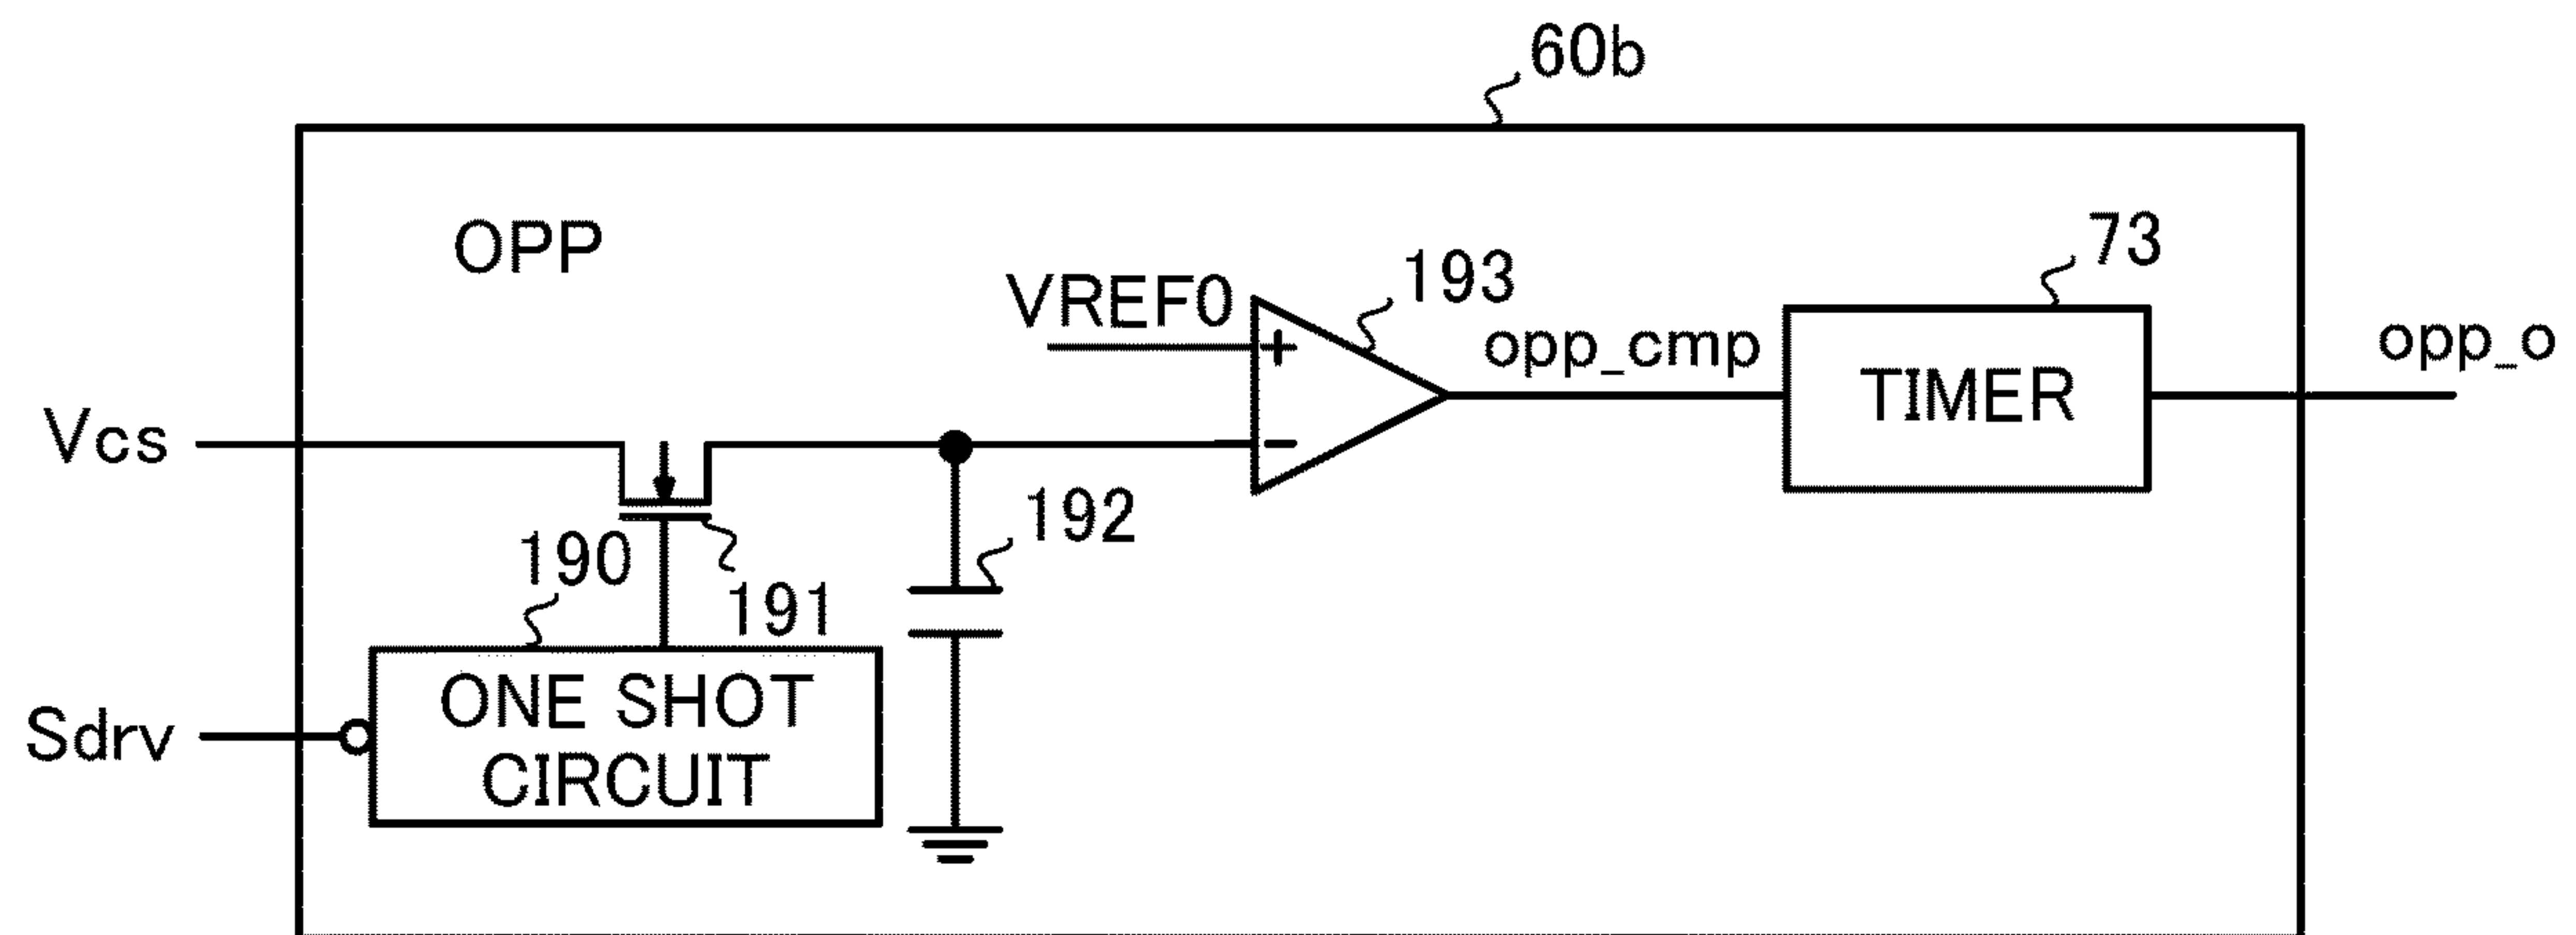 60b
OPP
73
193
VREF0
+
opp_cmp
TIMER
opp_o
Vcs
-
192
190
191
ONE SHOT
CIRCUIT
Sdrv